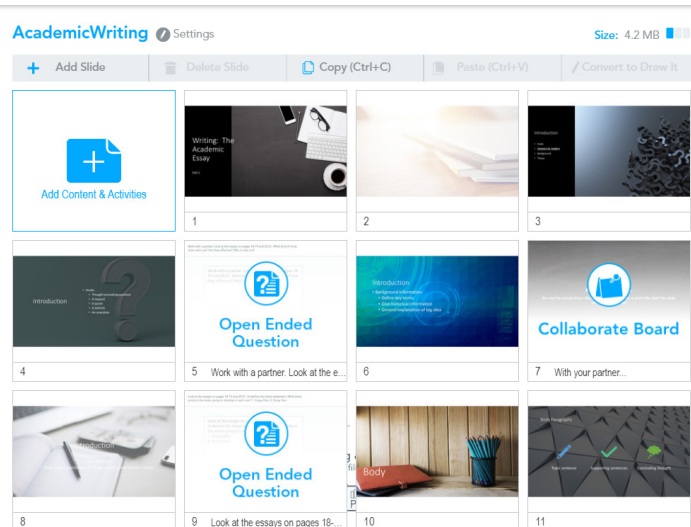 AcademicWriting Settings
Size: 4.2 MB
Add Slide
Delete Slide
Copy (Ctrl+C)
Paste (Ctrl+V)
Convert to Draw It
Add Content & Activities
Writing: The
Academic
Essay
1
2
Introduction
3
Introduction
4
Open Ended
Question
5 Work with a partner. Look at the e...
Introduction
• Background information
• Define key terms
• Give historical information
• General explanation of big idea
6
Collaborate Board
7 With your partner...
Introduction
8
Open Ended
Question
9 Look at the essays on pages 18-...
Body
10
Body Paragraphs
Topic sentence
Supporting sentences
Concluding thought
11